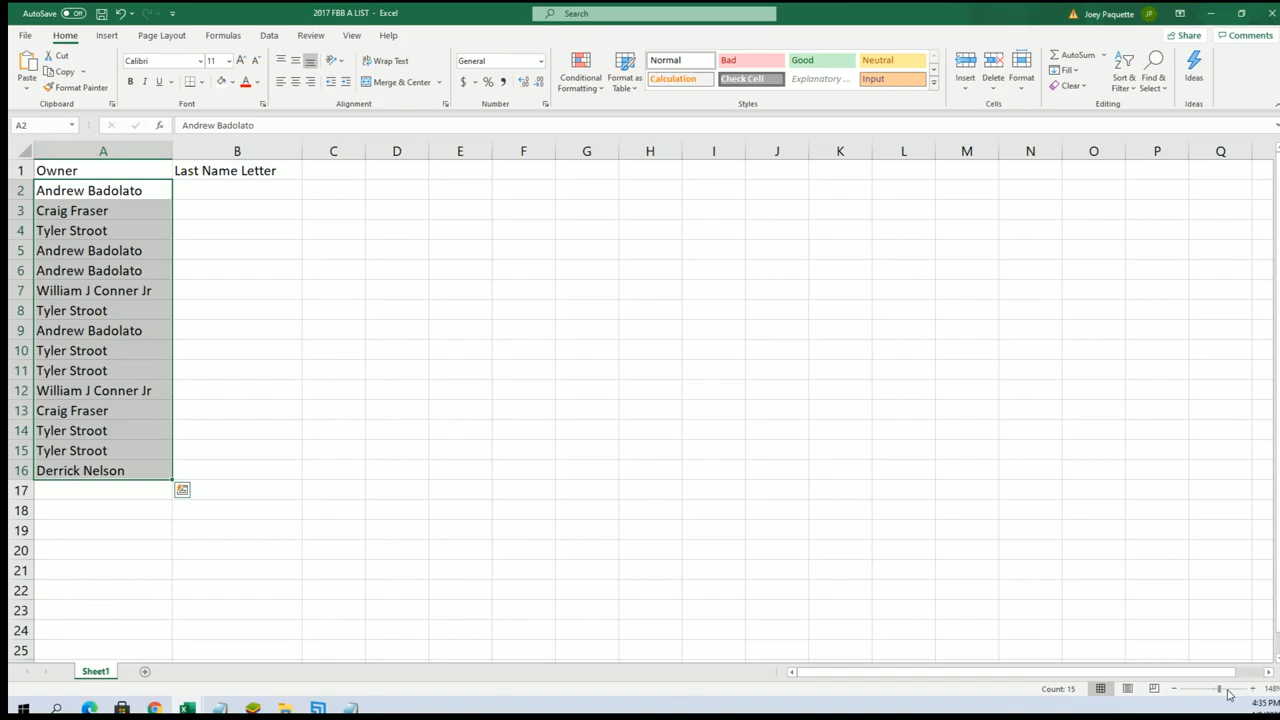 AutoSave Off 2017 FBB A LIST - Excel Search Joey Paquette JP
File Home Insert Page Layout Formulas Data Review View Help Share Comments
Paste Cut Copy Format Painter Clipboard
Calibri 11 A A B I U A Font
Wrap Text Merge & Center Alignment
General $ % , Number
Conditional Formatting Format as Table Normal Bad Good Neutral Calculation Check Cell Explanatory ... Input Styles
Insert Delete Format Cells
AutoSum Fill Clear Sort & Filter Find & Select Editing
Ideas Ideas
A2 fx Andrew Badolato
A B C D E F G H I J K L M N O P Q
1 Owner Last Name Letter
2 Andrew Badolato
3 Craig Fraser
4 Tyler Stroot
5 Andrew Badolato
6 Andrew Badolato
7 William J Conner Jr
8 Tyler Stroot
9 Andrew Badolato
10 Tyler Stroot
11 Tyler Stroot
12 William J Conner Jr
13 Craig Fraser
14 Tyler Stroot
15 Tyler Stroot
16 Derrick Nelson
17
18
19
20
21
22
23
24
25
Sheet1
Count: 15 148%
4:35 PM